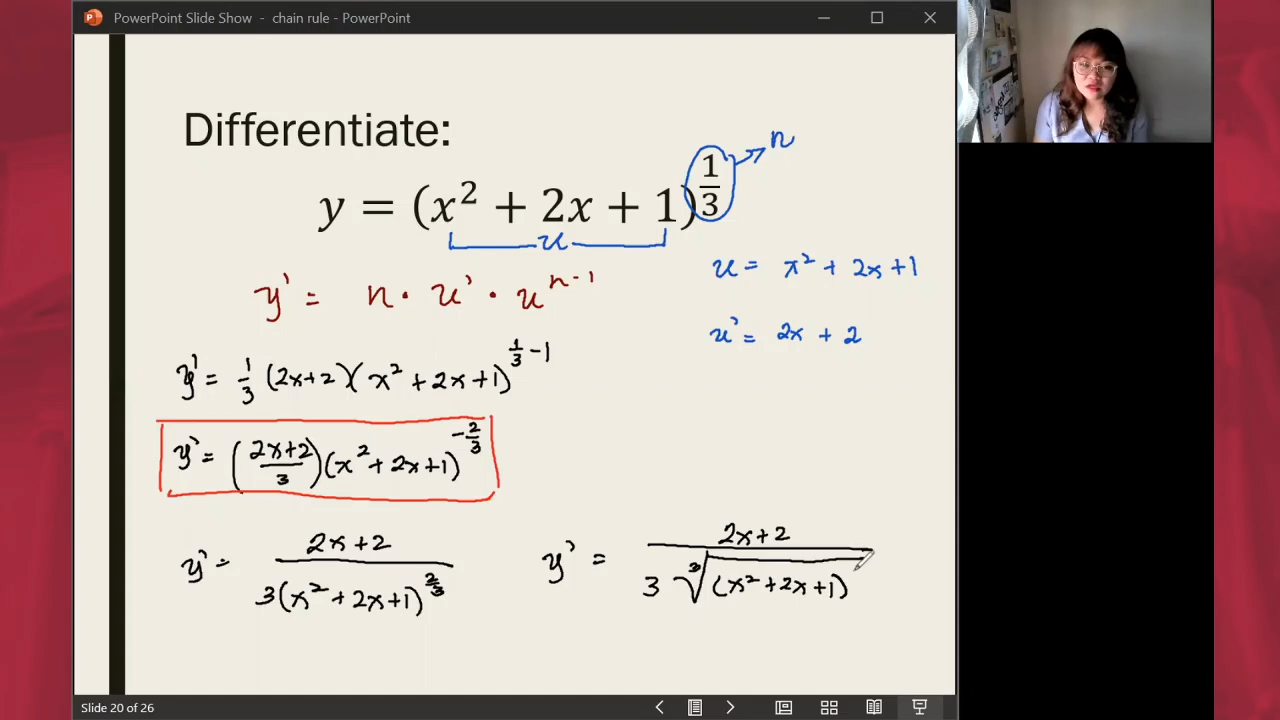 PowerPoint Slide Show - chain rule - PowerPoint
Differentiate:
y = (x² + 2x + 1)^(1/3) → n
u
u = x² + 2x + 1
y' = n · u' · u^(n-1)
u' = 2x + 2
y' = 1/3 (2x+2)(x² + 2x + 1)^(1/3 - 1)
y' = ((2x+2)/3)(x² + 2x + 1)^(-2/3)
y' = (2x+2)/(3(x² + 2x + 1)^(2/3))
y' = (2x+2)/(3 ∛(x² + 2x + 1))
Slide 20 of 26